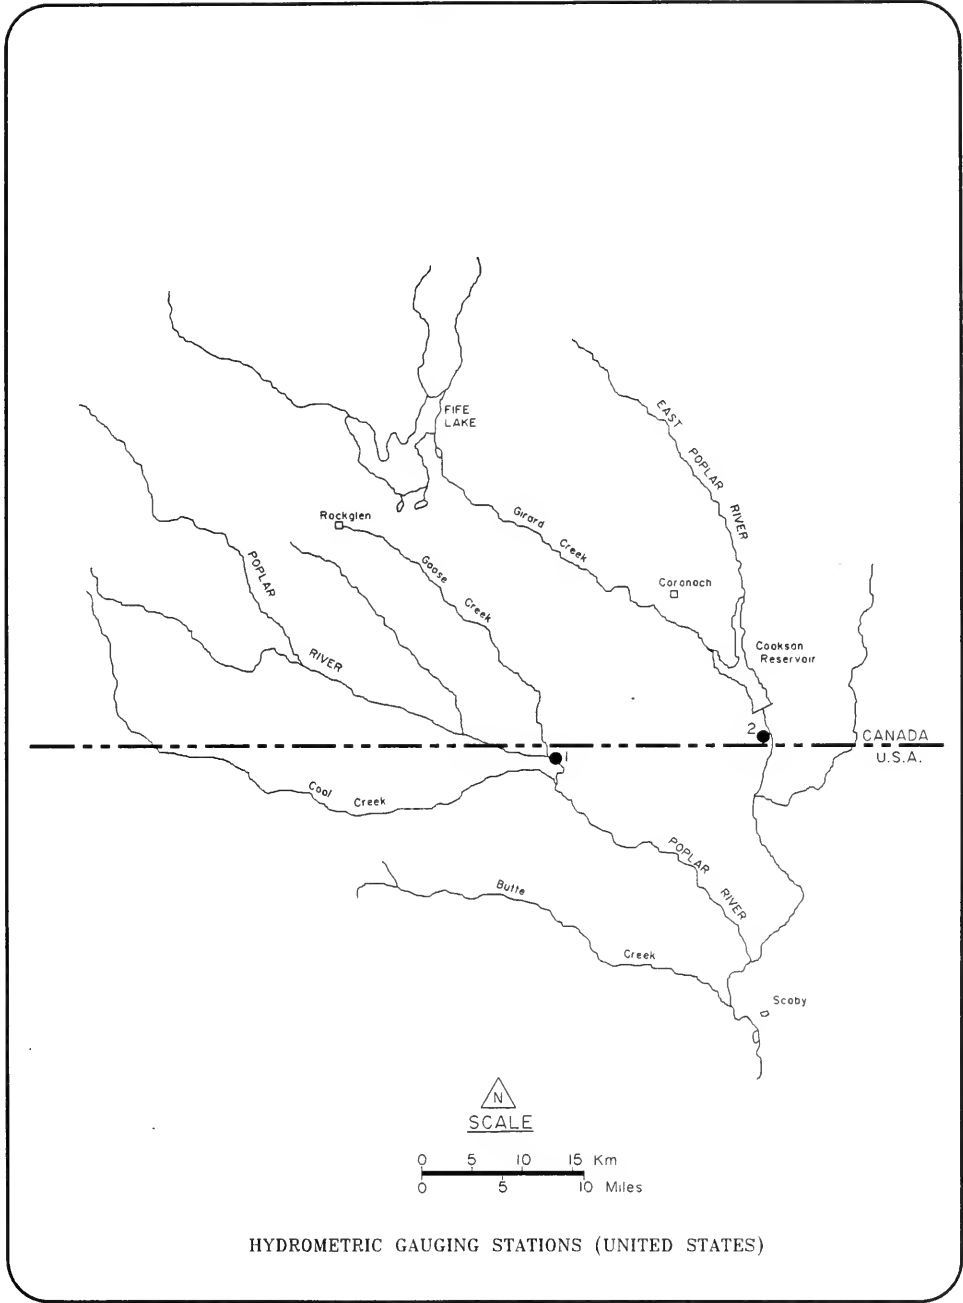 FIFE
LAKE
EAST
POPLAR
RIVER
Rockglen
Girard
Creek
Goose
Creek
POPLAR
RIVER
Coronach
Cookson
Reservoir
2
CANADA
U.S.A.
1
Coal
Creek
POPLAR
RIVER
Butte
Creek
Scoby
N
SCALE
0 5 10 15 Km
0 5 10 Miles
HYDROMETRIC GAUGING STATIONS (UNITED STATES)